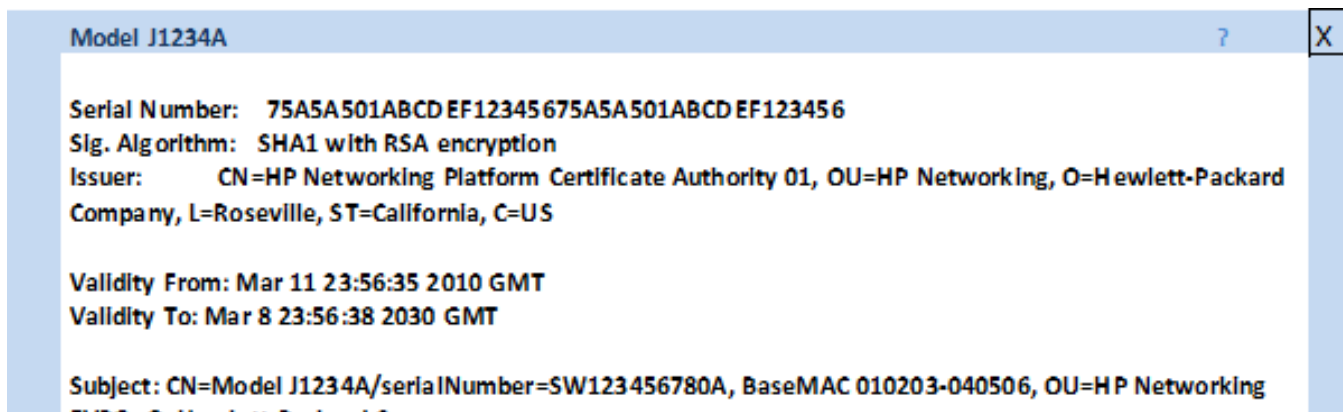 Model J1234A ? X
Serial Number: 75A5A501ABCDEF12345675A5A501ABCDEF123456
Sig. Algorithm: SHA1 with RSA encryption
Issuer: CN=HP Networking Platform Certificate Authority 01, OU=HP Networking, O=Hewlett-Packard
Company, L=Roseville, ST=California, C=US
Validity From: Mar 11 23:56:35 2010 GMT
Validity To: Mar 8 23:56:38 2030 GMT
Subject: CN=Model J1234A/serialNumber=SW123456780A, BaseMAC 010203-040506, OU=HP Networking